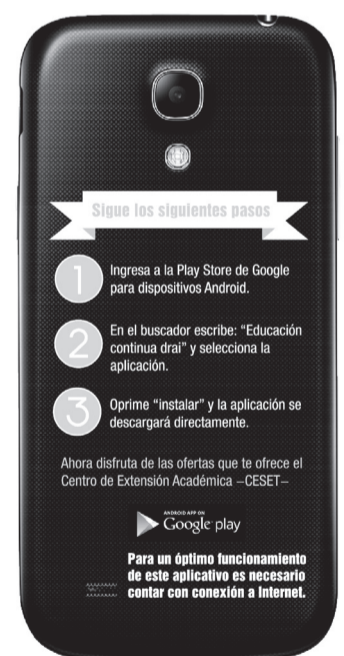 Sigue los siguientes pasos
1
Ingresa a la Play Store de Google
para dispositivos Android.
2
En el buscador escribe: “Educación
continua drai” y selecciona la
aplicación.
3
Oprime “instalar” y la aplicación se
descargará directamente.
Ahora disfruta de las ofertas que te ofrece el
Centro de Extensión Académica –CESET–
ANDROID APP ON
Google play
Para un óptimo funcionamiento
de este aplicativo es necesario
contar con conexión a Internet.